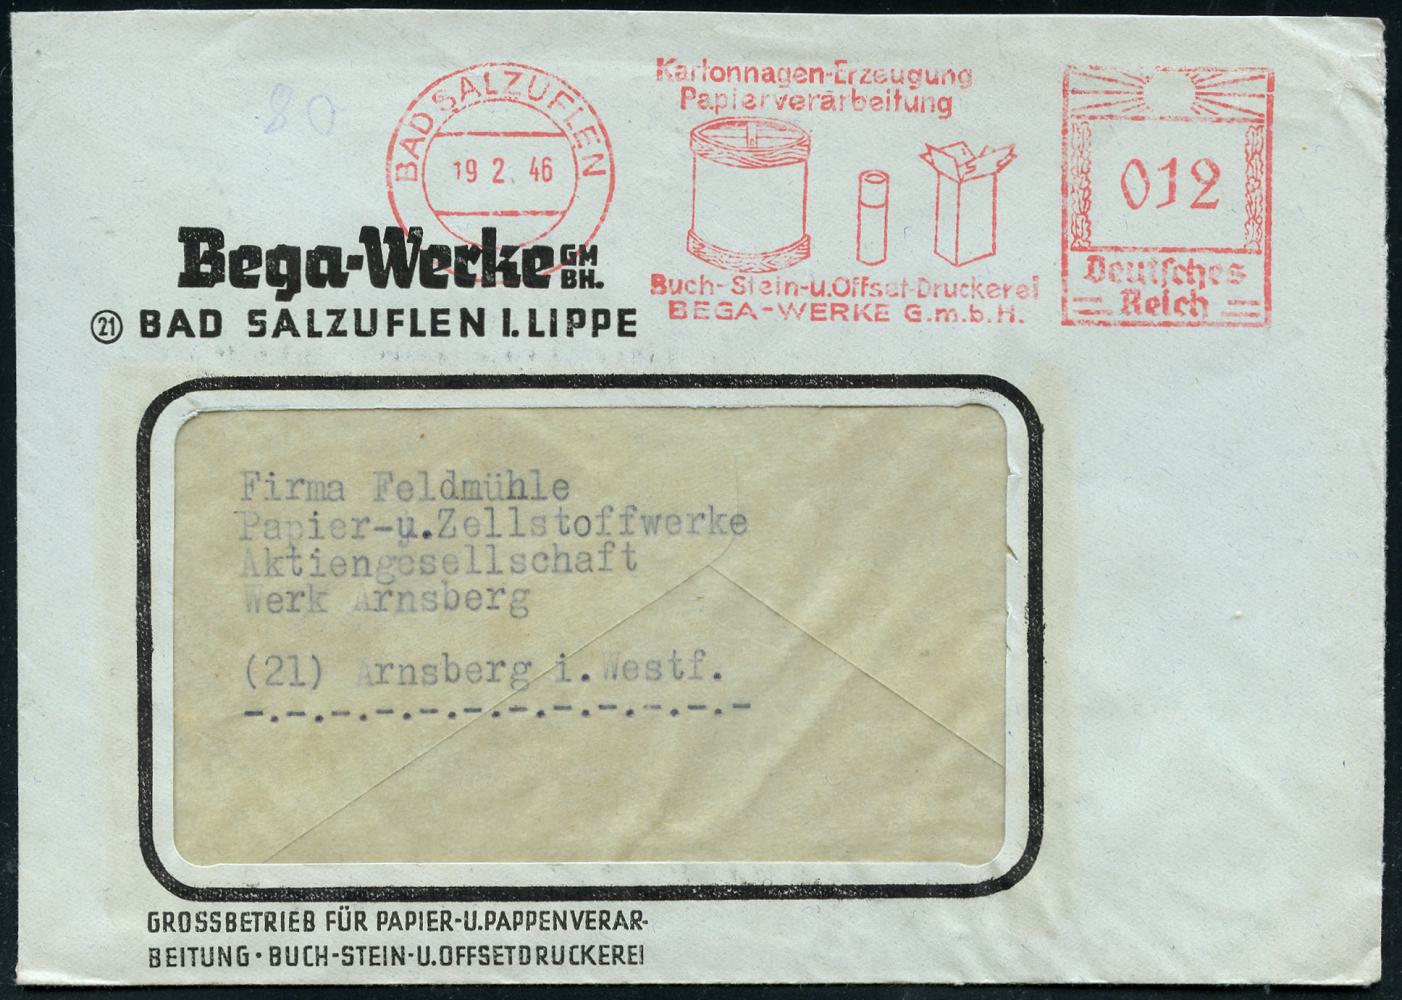 80
BAD SALZUFLEN
19 2. 46
Kartonnagen-Erzeugung
Papierverarbeitung
Buch-Stein-u.Offset-Druckerei
BEGA-WERKE G.m.b.H.
012
Deutsches
Reich
Bega-Werke GM
BH.
(21) BAD SALZUFLEN I. LIPPE
Firma Feldmühle
Papier-u.Zellstoffwerke
Aktiengesellschaft
Werk Arnsberg
(21) Arnsberg i.Westf.
-.-.-.-.-.-.-.-.-.-.-.-
GROSSBETRIEB FÜR PAPIER-U.PAPPENVERAR-
BEITUNG · BUCH-STEIN-U.OFFSETDRUCKEREI